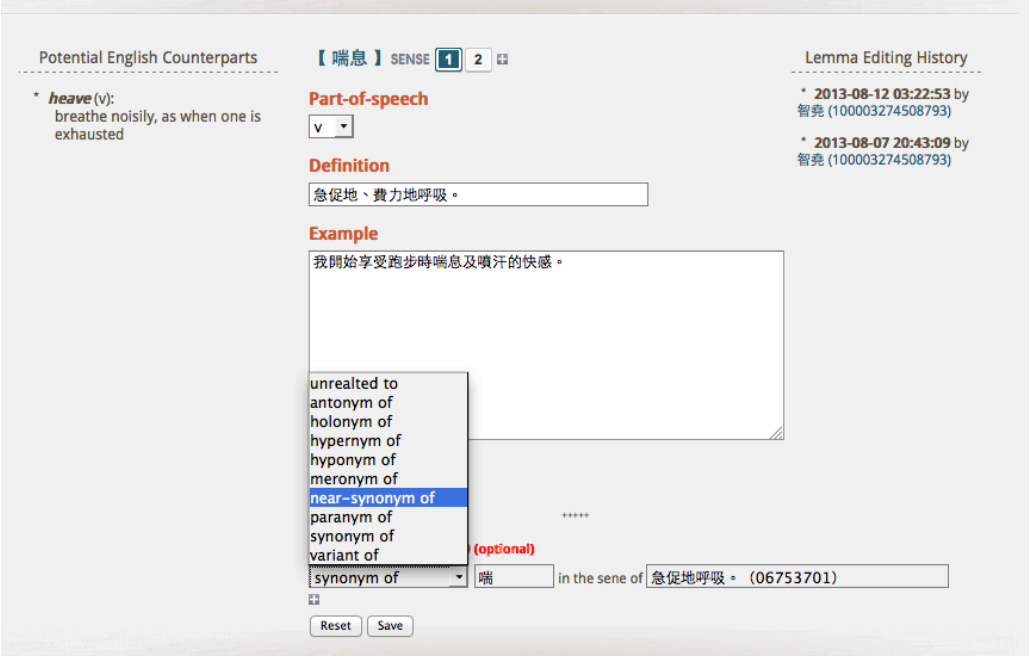 Potential English Counterparts
* heave (v):
breathe noisily, as when one is
exhausted
【 喘息 】 SENSE 1 2
Part-of-speech
v
Definition
急促地、費力地呼吸。
Example
我開始享受跑步時喘息及噴汗的快感。
unrealted to
antonym of
holonym of
hypernym of
hyponym of
meronym of
near-synonym of
paranym of
synonym of
variant of
+++++
(optional)
synonym of 喘 in the sene of 急促地呼吸。（06753701）
Reset Save
Lemma Editing History
* 2013-08-12 03:22:53 by
智堯 (100003274508793)
* 2013-08-07 20:43:09 by
智堯 (100003274508793)